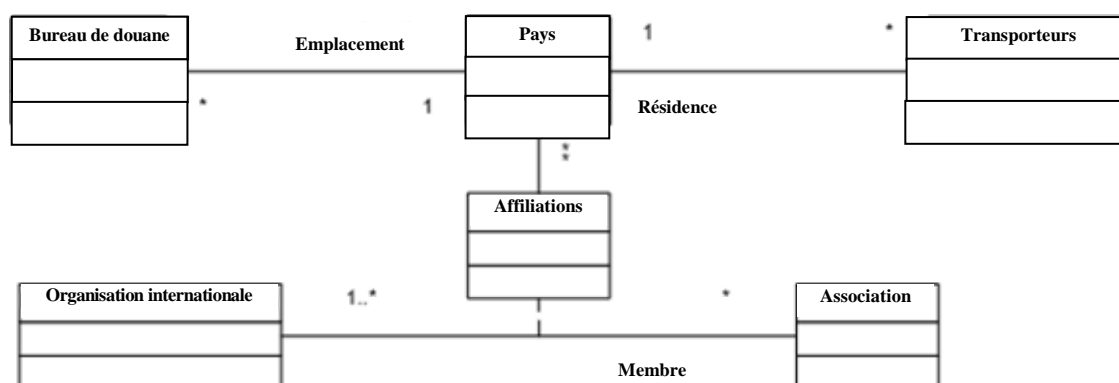 Bureau de douane
Emplacement
Pays
1
*
Transporteurs
*
1
Résidence
*
*
Affiliations
Organisation internationale
1..*
*
Association
Membre